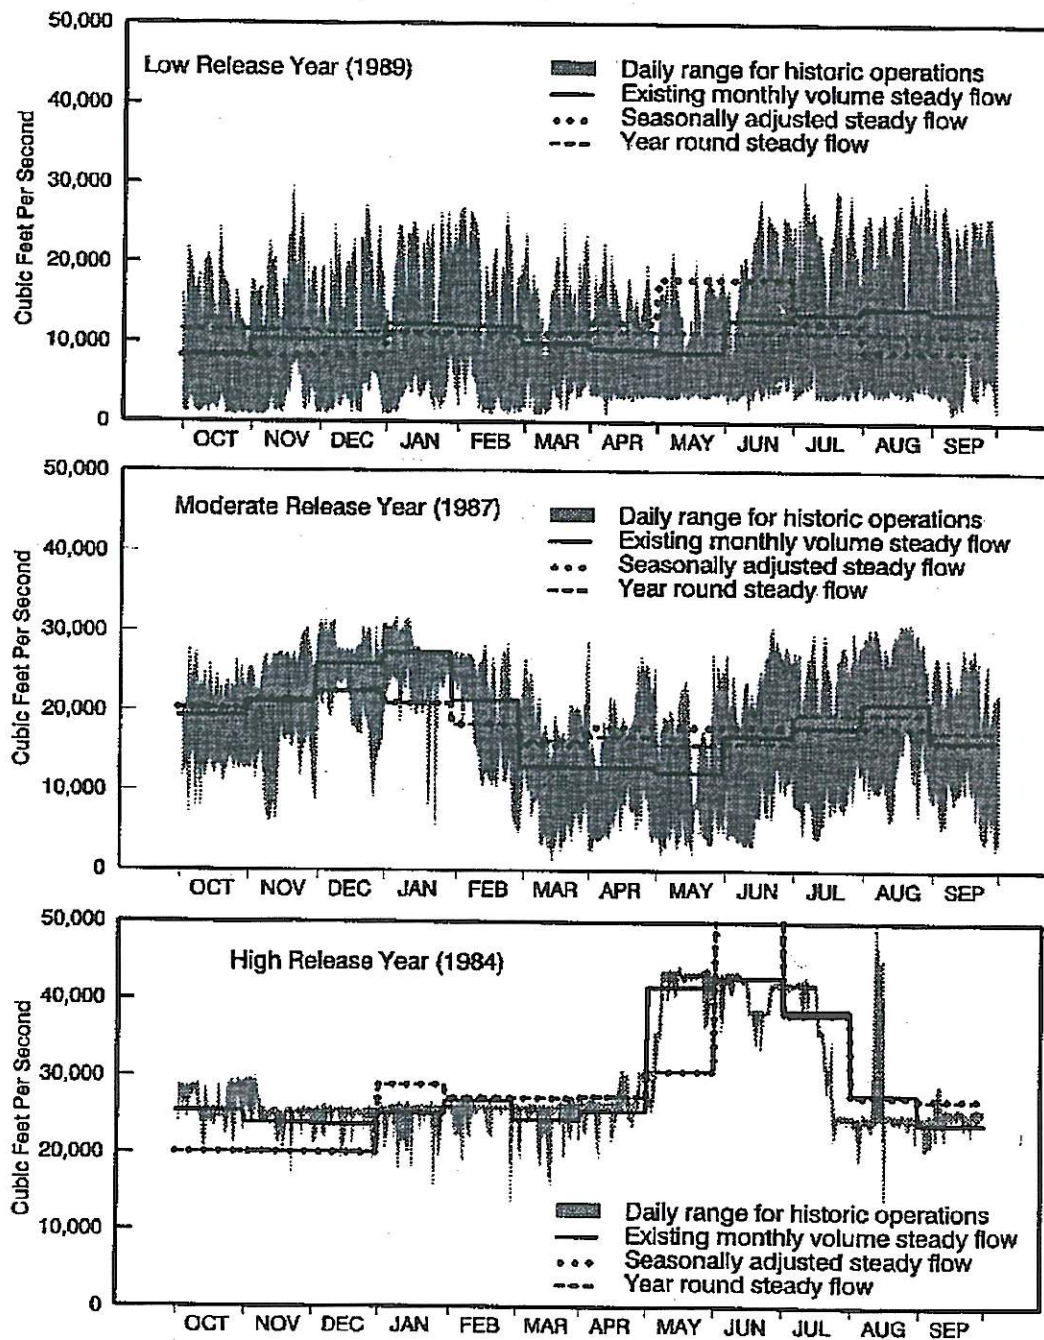 50,000
40,000
30,000
20,000
10,000
0
Cubic Feet Per Second
Low Release Year (1989)
Daily range for historic operations
Existing monthly volume steady flow
Seasonally adjusted steady flow
Year round steady flow
OCT NOV DEC JAN FEB MAR APR MAY JUN JUL AUG SEP
50,000
40,000
30,000
20,000
10,000
0
Cubic Feet Per Second
Moderate Release Year (1987)
Daily range for historic operations
Existing monthly volume steady flow
Seasonally adjusted steady flow
Year round steady flow
OCT NOV DEC JAN FEB MAR APR MAY JUN JUL AUG SEP
50,000
40,000
30,000
20,000
10,000
0
Cubic Feet Per Second
High Release Year (1984)
Daily range for historic operations
Existing monthly volume steady flow
Seasonally adjusted steady flow
Year round steady flow
OCT NOV DEC JAN FEB MAR APR MAY JUN JUL AUG SEP